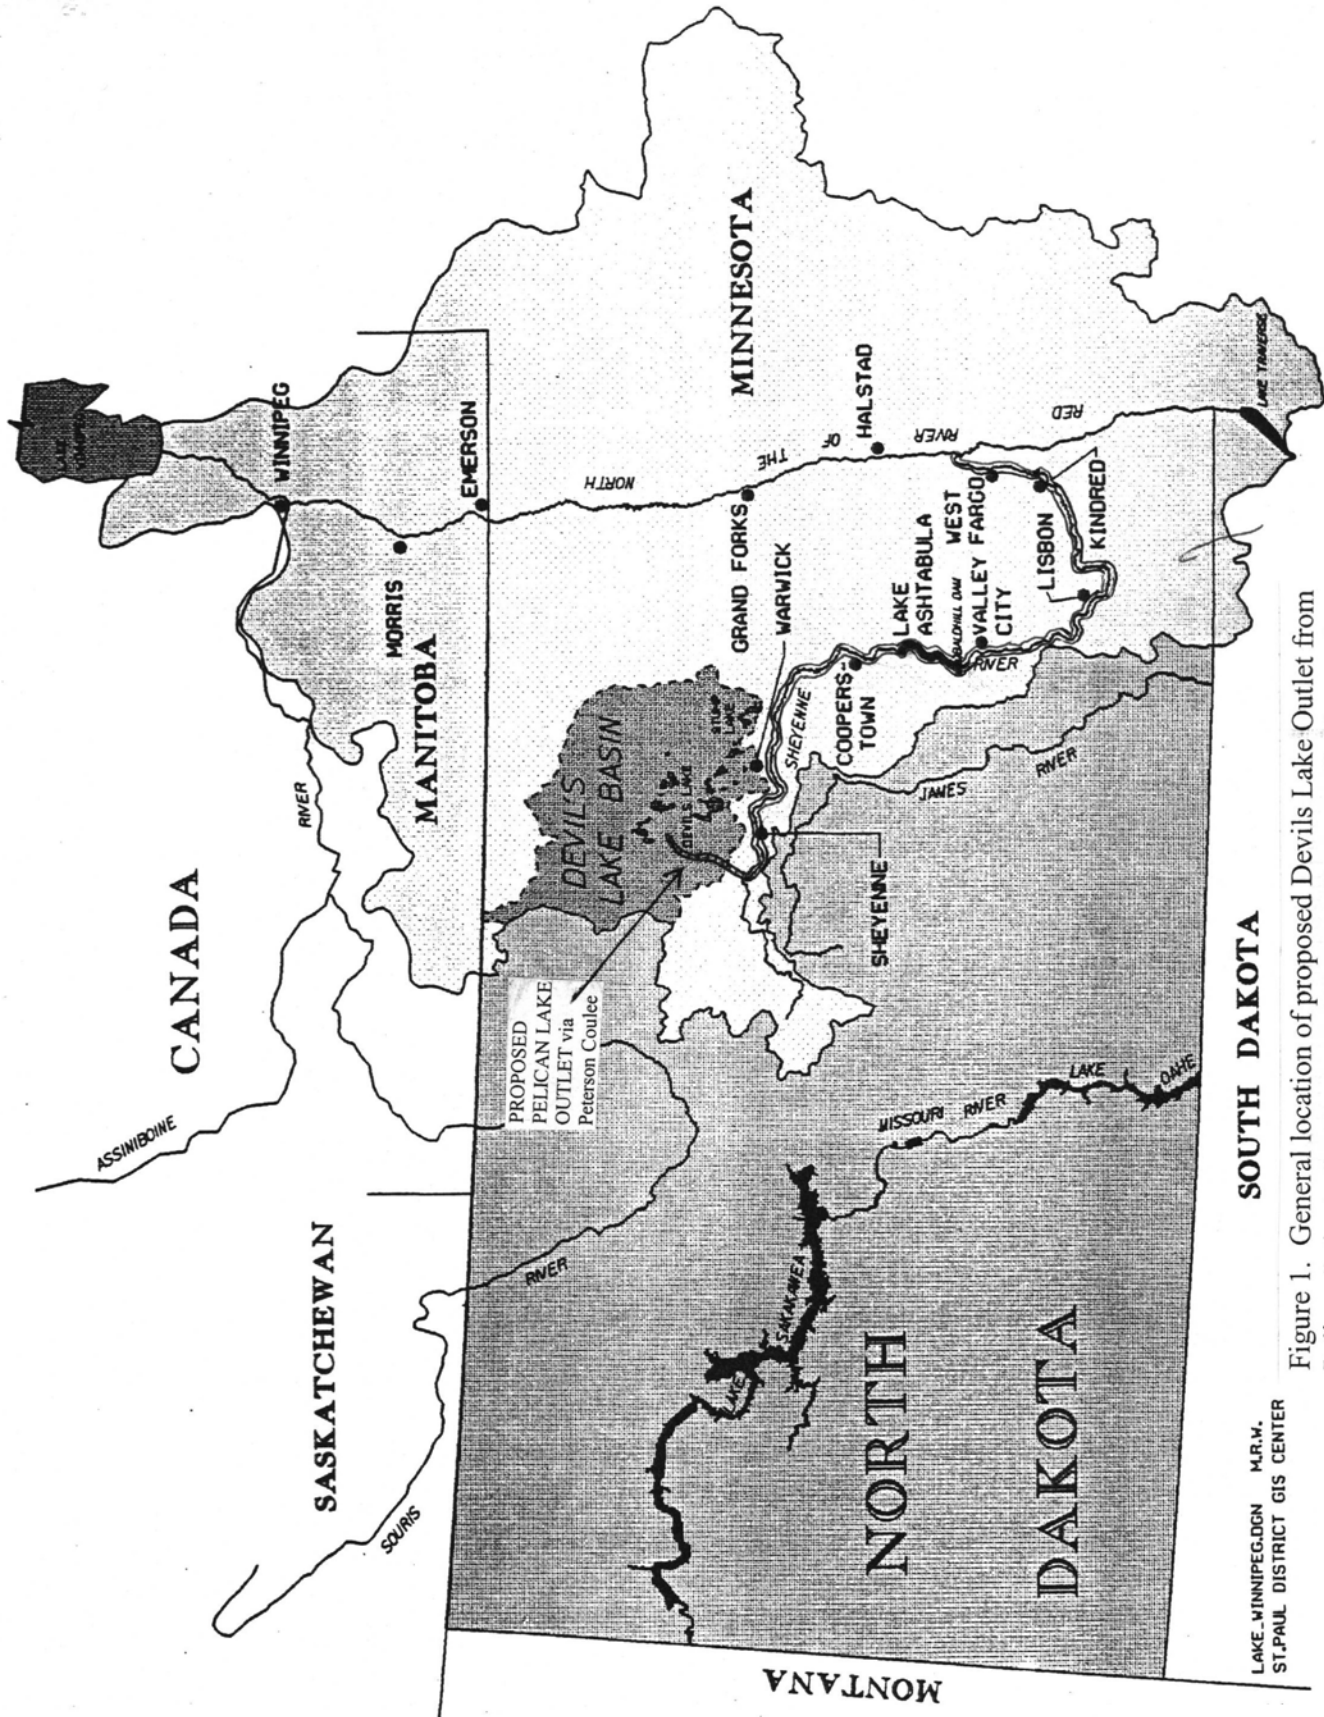 CANADA
SASKATCHEWAN
MANITOBA
ASSINIBOINE
RIVER
SOURIS
RIVER
WINNIPEG
MORRIS
EMERSON
PROPOSED
PELICAN LAKE
OUTLET via
Peterson Coulee
DEVIL'S
LAKE BASIN
DEVILS LAKE
LAKE
GRAND FORKS
WARWICK
SHEYENNE
SHEYENNE
RIVER
COOPERS-
TOWN
LAKE
ASHTABULA
BALDHILL DAM
VALLEY
CITY
WEST
FARGO
LISBON
KINDRED
HALSTAD
RED
RIVER
OF
THE
NORTH
MINNESOTA
LAKE TRAVERSE
JAMES
RIVER
MISSOURI RIVER
LAKE
OAHE
LAKE
SAKAKAWEA
NORTH
DAKOTA
MONTANA
SOUTH DAKOTA
LAKE_WINNIPEG.DGN M.R.W.
ST.PAUL DISTRICT GIS CENTER
Figure 1. General location of proposed Devils Lake Outlet from